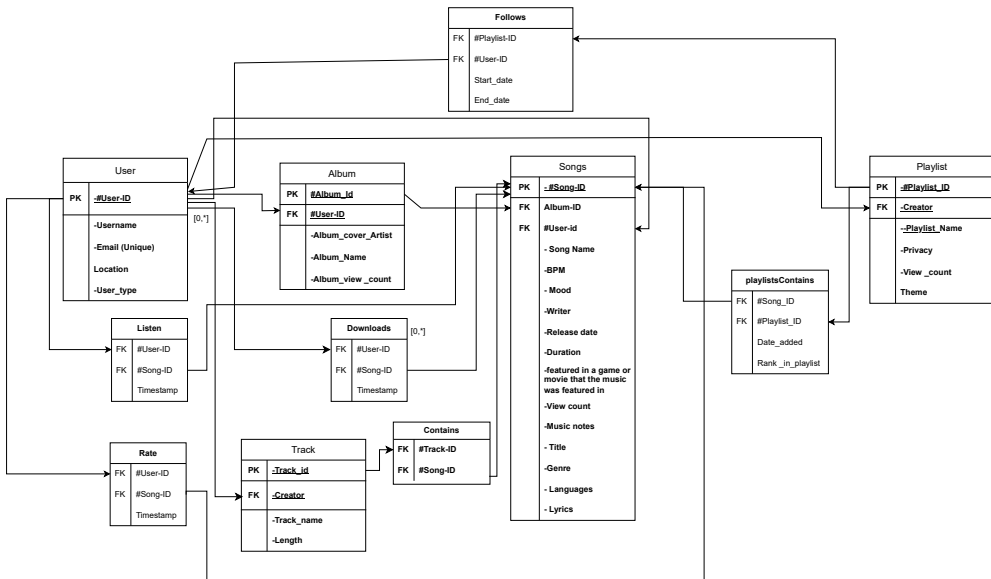 Follows
FK #Playlist-ID
FK #User-ID
Start_date
End_date
User
PK -#User-ID
-Username
-Email (Unique)
Location
-User_type
[0,*]
Album
PK #Album_Id
FK #User-ID
-Album_cover_Artist
-Album_Name
-Album_view _count
Songs
PK - #Song-ID
FK Album-ID
FK #User-id
- Song Name
-BPM
- Mood
-Writer
-Release date
-Duration
-featured in a game or
movie that the music
was featured in
-View count
-Music notes
- Title
-Genre
- Languages
- Lyrics
Playlist
PK -#Playlist_ID
FK -Creator
--Playlist_Name
-Privacy
-View _count
Theme
playlistsContains
FK #Song_ID
FK #Playlist_ID
Date_added
Rank _in_playlist
Listen
FK #User-ID
FK #Song-ID
Timestamp
Downloads
[0,*]
FK #User-ID
FK #Song-ID
Timestamp
Contains
FK #Track-ID
FK #Song-ID
Rate
FK #User-ID
FK #Song-ID
Timestamp
Track
PK -Track_id
FK -Creator
-Track_name
-Length